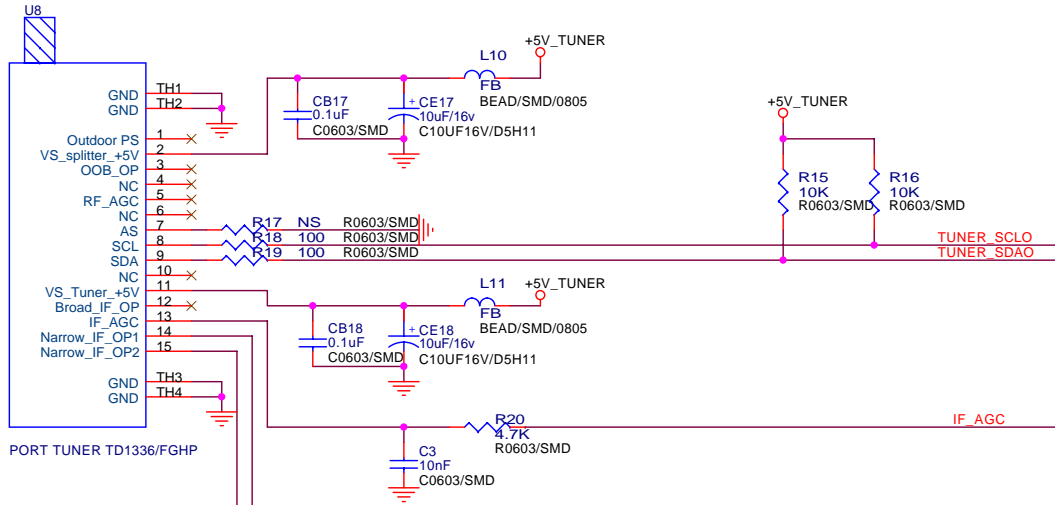 U8
GND TH1
GND TH2
Outdoor PS 1
VS_splitter_+5V 2
OOB_OP 3
NC 4
RF_AGC 5
NC 6
AS 7
SCL 8
SDA 9
NC 10
VS_Tuner_+5V 11
Broad_IF_OP 12
IF_AGC 13
Narrow_IF_OP1 14
Narrow_IF_OP2 15
GND TH3
GND TH4
PORT TUNER TD1336/FGHP
+5V_TUNER
L10
FB
BEAD/SMD/0805
CB17
0.1uF
C0603/SMD
+
CE17
10uF/16v
C10UF16V/D5H11
R17 NS R0603/SMD
R18 100 R0603/SMD
R19 100 R0603/SMD
+5V_TUNER
R15
10K
R0603/SMD
R16
10K
R0603/SMD
TUNER_SCLO
TUNER_SDAO
+5V_TUNER
L11
FB
BEAD/SMD/0805
CB18
0.1uF
C0603/SMD
+
CE18
10uF/16v
C10UF16V/D5H11
R20
4.7K
R0603/SMD
IF_AGC
C3
10nF
C0603/SMD